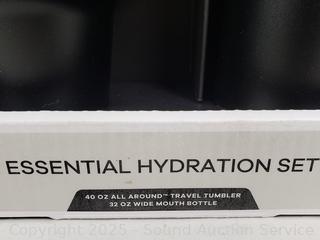 ESSENTIAL HYDRATION SET
40 OZ ALL AROUND™ TRAVEL TUMBLER
32 OZ WIDE MOUTH BOTTLE
Copyright 2025 - Sound Auction Service